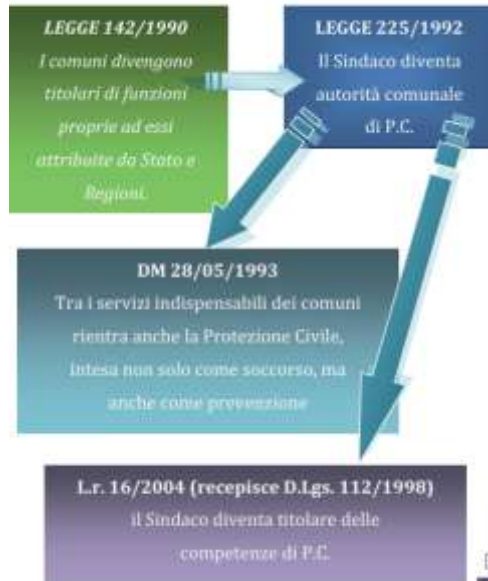 LEGGE 142/1990
I comuni divengono
titolari di funzioni
proprie ad essi
attribuite da Stato e
Regioni.
LEGGE 225/1992
Il Sindaco diventa
autorità comunale
di P.C.
DM 28/05/1993
Tra i servizi indispensabili dei comuni
rientra anche la Protezione Civile,
intesa non solo come soccorso, ma
anche come prevenzione
L.r. 16/2004 (recepisce D.Lgs. 112/1998)
il Sindaco diventa titolare delle
competenze di P.C.